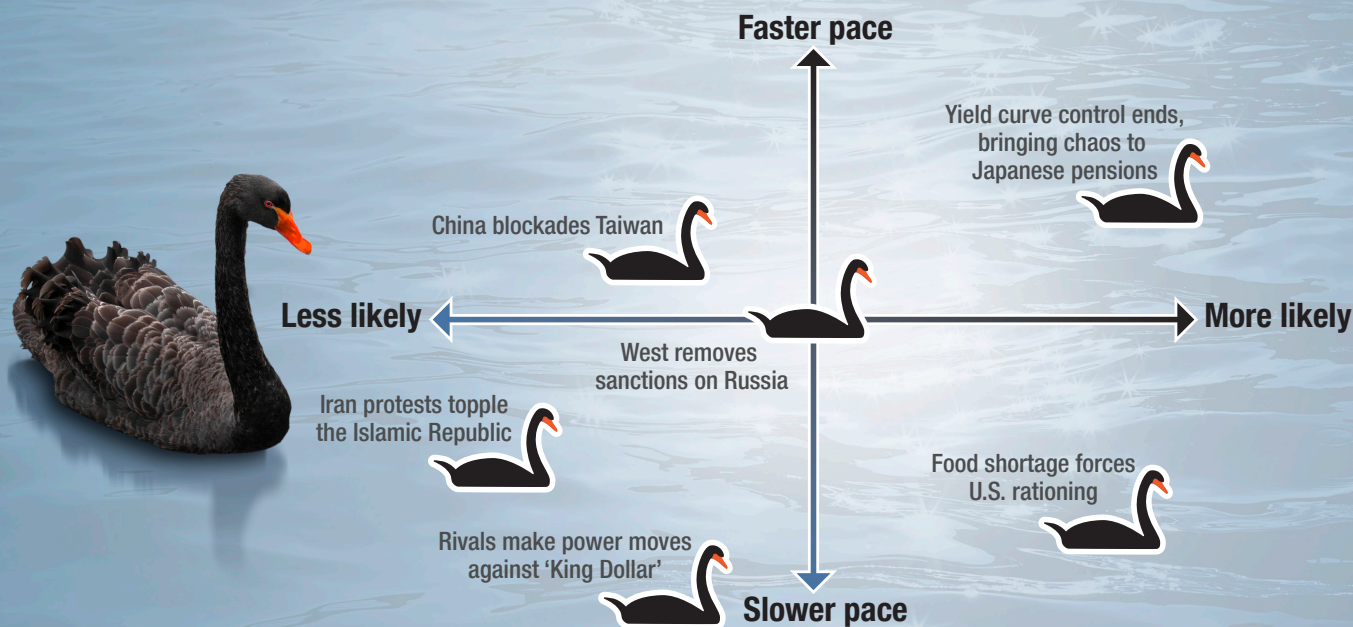 Faster pace
Yield curve control ends,
bringing chaos to
Japanese pensions
China blockades Taiwan
Less likely
More likely
West removes
sanctions on Russia
Iran protests topple
the Islamic Republic
Food shortage forces
U.S. rationing
Rivals make power moves
against ‘King Dollar’
Slower pace